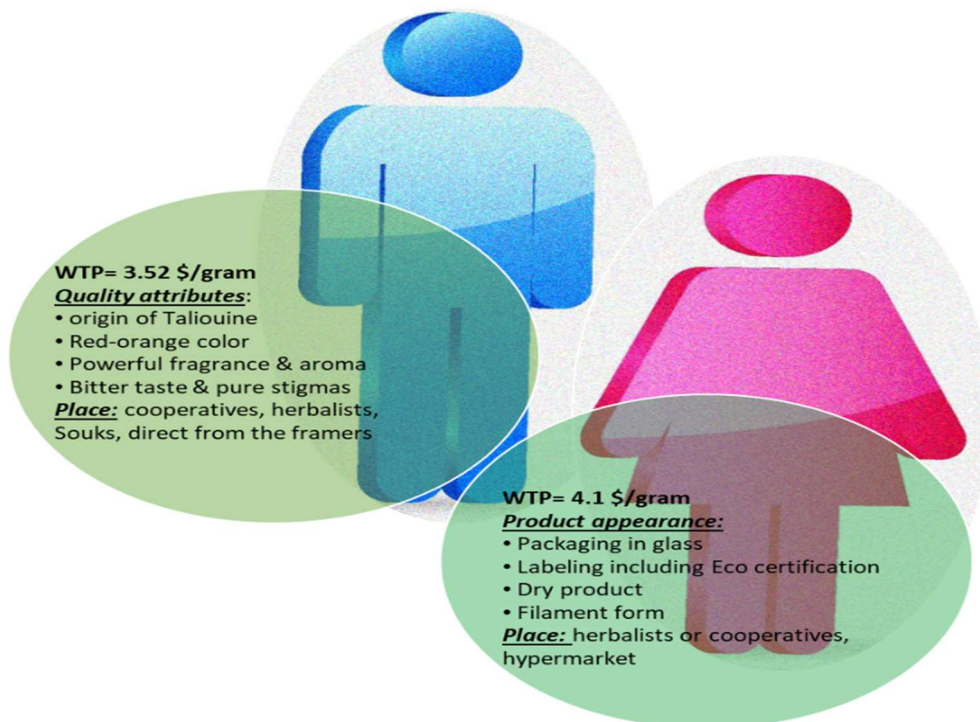 WTP= 3.52 $/gram
Quality attributes:
• origin of Taliouine
• Red-orange color
• Powerful fragrance & aroma
• Bitter taste & pure stigmas
Place: cooperatives, herbalists,
Souks, direct from the framers
WTP= 4.1 $/gram
Product appearance:
• Packaging in glass
• Labeling including Eco certification
• Dry product
• Filament form
Place: herbalists or cooperatives,
hypermarket